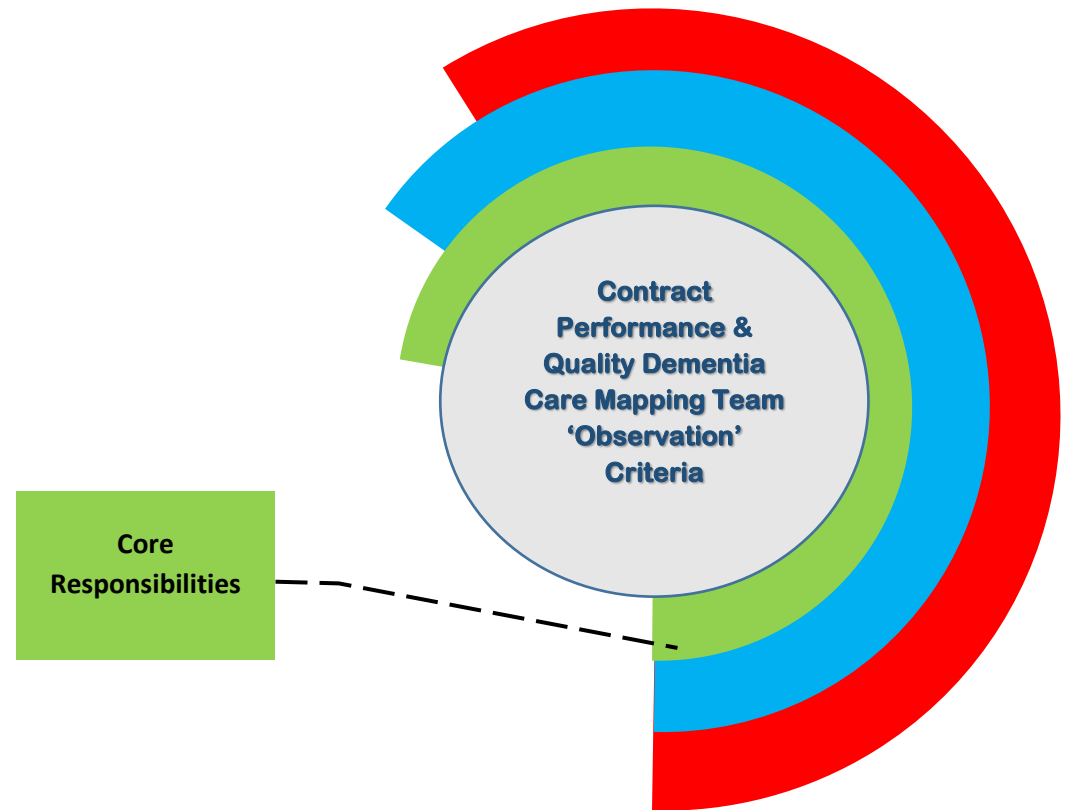 Contract
Performance &
Quality Dementia
Care Mapping Team
‘Observation’
Criteria
Core
Responsibilities